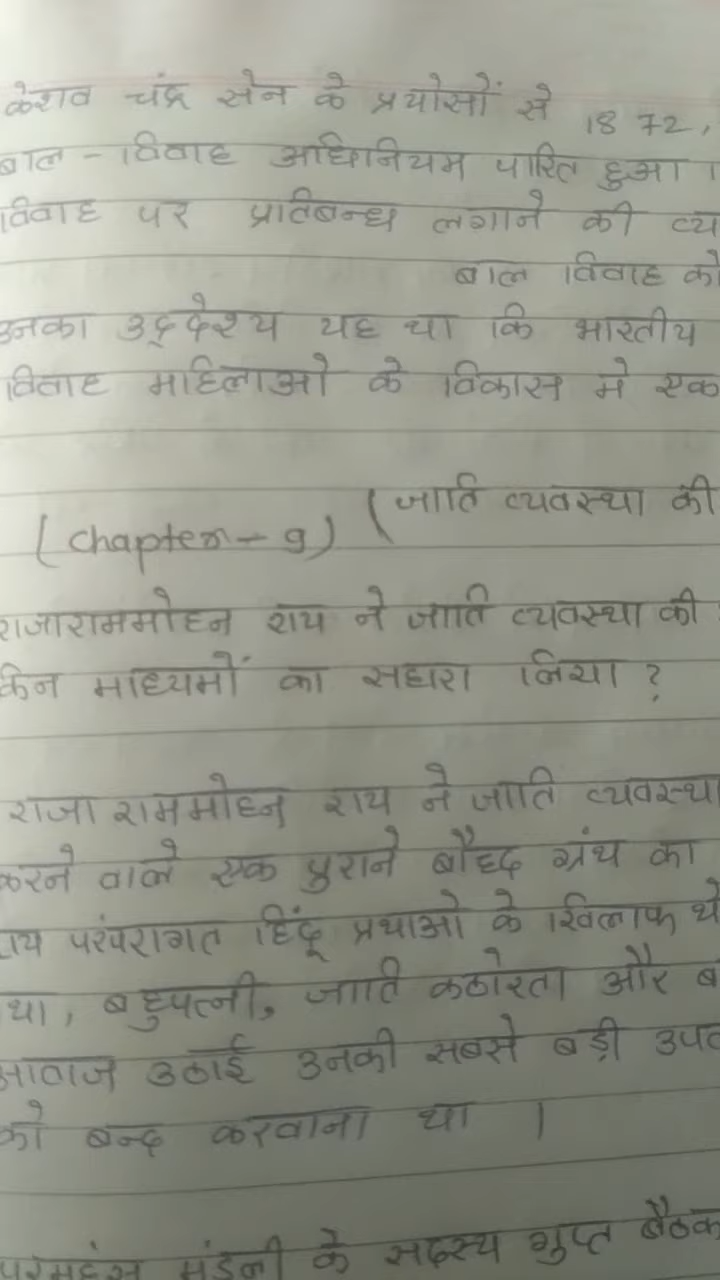 केशव चंद्र सेन के प्रयोसों से 1872,
बाल - विवाह अधिनियम पारित हुआ ।
विवाह पर प्रतिबन्ध लगाने की व्य
बाल विवाह को
उनका उद्देश्य यह था कि भारतीय
विवाह महिलाओ के विकास मे एक
(जाति व्यवस्था की
(Chapter - 9)
राजाराममोहन राय ने जाति व्यवस्था की
किन माध्यमों का सहारा लिया ?
राजा राममोहन राय ने जाति व्यवस्था
करने वाले एक पुराने बौद्ध ग्रंथ का
राय परंपरागत हिंदू प्रथाओ के खिलाफ थे
था, बहुपत्नी, जाति कठोरता और ब
आवाज उठाई उनकी सबसे बड़ी उपल
को बन्द करवाना था ।
परमहंस मंडली के सदस्य गुप्त बैठक